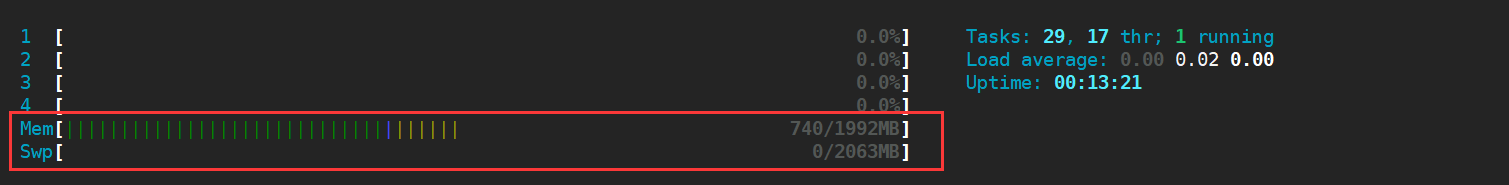 1 [ 0.0%] Tasks: 29, 17 thr; 1 running
2 [ 0.0%] Load average: 0.00 0.02 0.00
3 [ 0.0%] Uptime: 00:13:21
4 [ 0.0%]
Mem[||||||||||||||||||||||||||||||||||||| 740/1992MB]
Swp[ 0/2063MB]